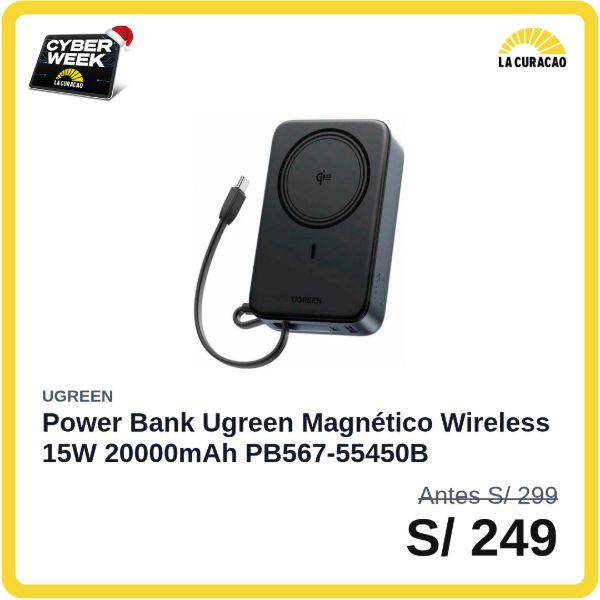 CYBER
WEEK
LA CURACAO
LA CURACAO
Qi2
UGREEN
UGREEN
Power Bank Ugreen Magnético Wireless
15W 20000mAh PB567-55450B
Antes S/ 299
S/ 249